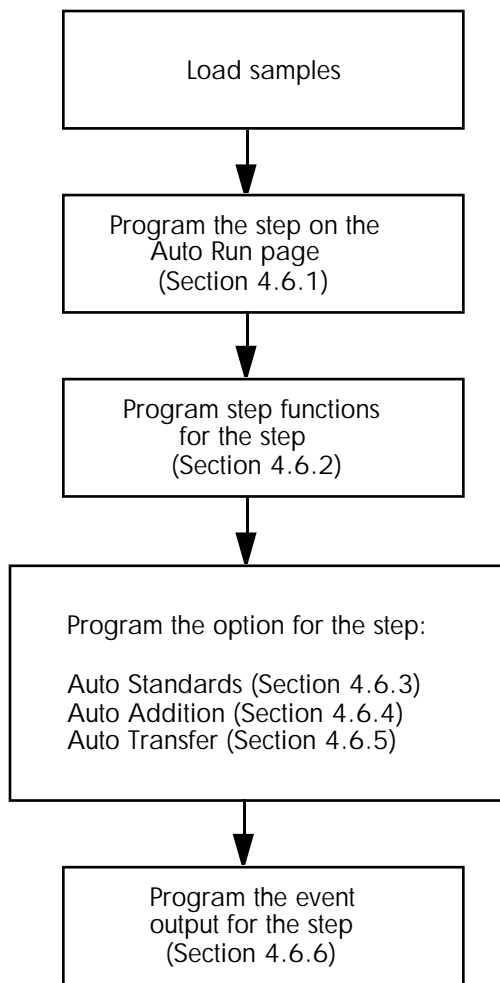 Load samples
Program the step on the
Auto Run page
(Section 4.6.1)
Program step functions
for the step
(Section 4.6.2)
Program the option for the step:
Auto Standards (Section 4.6.3)
Auto Addition (Section 4.6.4)
Auto Transfer (Section 4.6.5)
Program the event
output for the step
(Section 4.6.6)